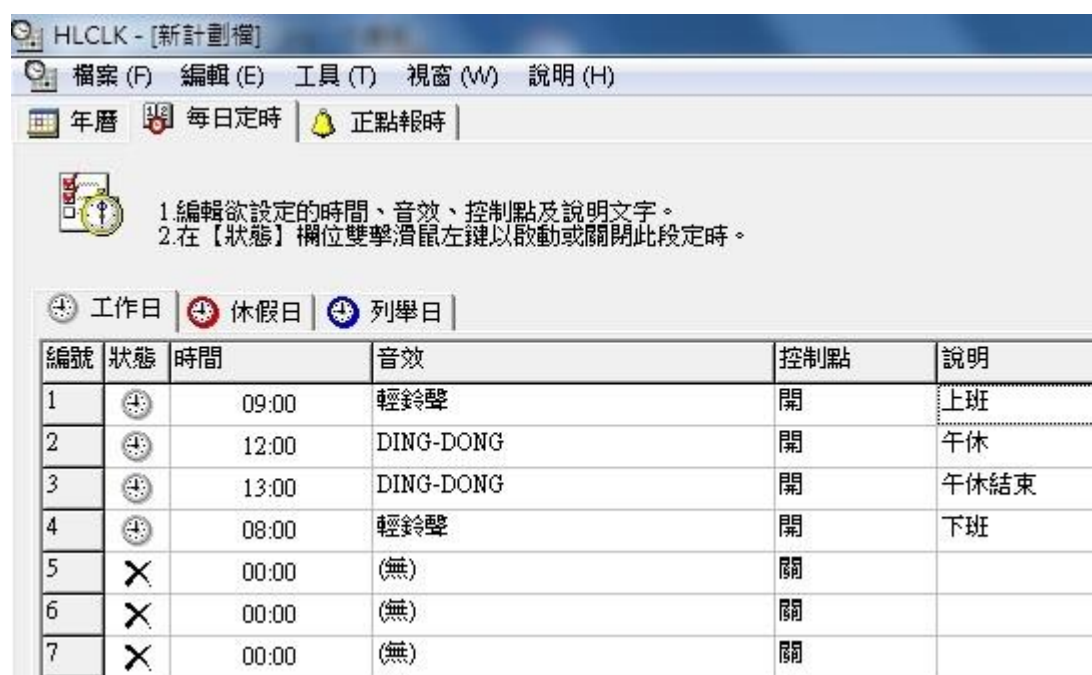 HLCLK - [新計劃檔]
檔案 (F) 編輯 (E) 工具 (T) 視窗 (W) 說明 (H)
年曆 每日定時 正點報時
1.編輯欲設定的時間、音效、控制點及說明文字。
2.在【狀態】欄位雙擊滑鼠左鍵以啟動或關閉此段定時。
工作日 休假日 列舉日
編號 狀態 時間 音效 控制點 說明
1 09:00 輕鈴聲 開 上班
2 12:00 DING-DONG 開 午休
3 13:00 DING-DONG 開 午休結束
4 08:00 輕鈴聲 開 下班
5 00:00 (無) 關
6 00:00 (無) 關
7 00:00 (無) 關